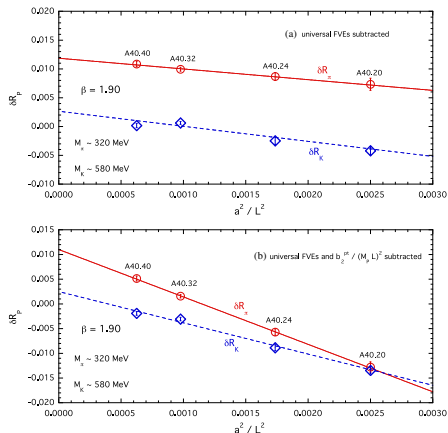 0.020
(a) universal FVEs subtracted
0.015
A40.40
A40.32
A40.24
A40.20
0.010
δR_π
0.005
β = 1.90
δR_P
0.000
-0.005
M_π ~ 320 MeV
δR_K
M_K ~ 580 MeV
-0.010
0.0000 0.0005 0.0010 0.0015 0.0020 0.0025 0.0030
a² / L²
0.015
(b) universal FVEs and b₂^pt / (M_P L)² subtracted
0.010
A40.40
0.005
A40.32
0.000
δR_π
A40.24
-0.005
β = 1.90
δR_K
δR_P
A40.20
-0.010
M_π ~ 320 MeV
-0.015
M_K ~ 580 MeV
-0.020
0.0000 0.0005 0.0010 0.0015 0.0020 0.0025 0.0030
a² / L²